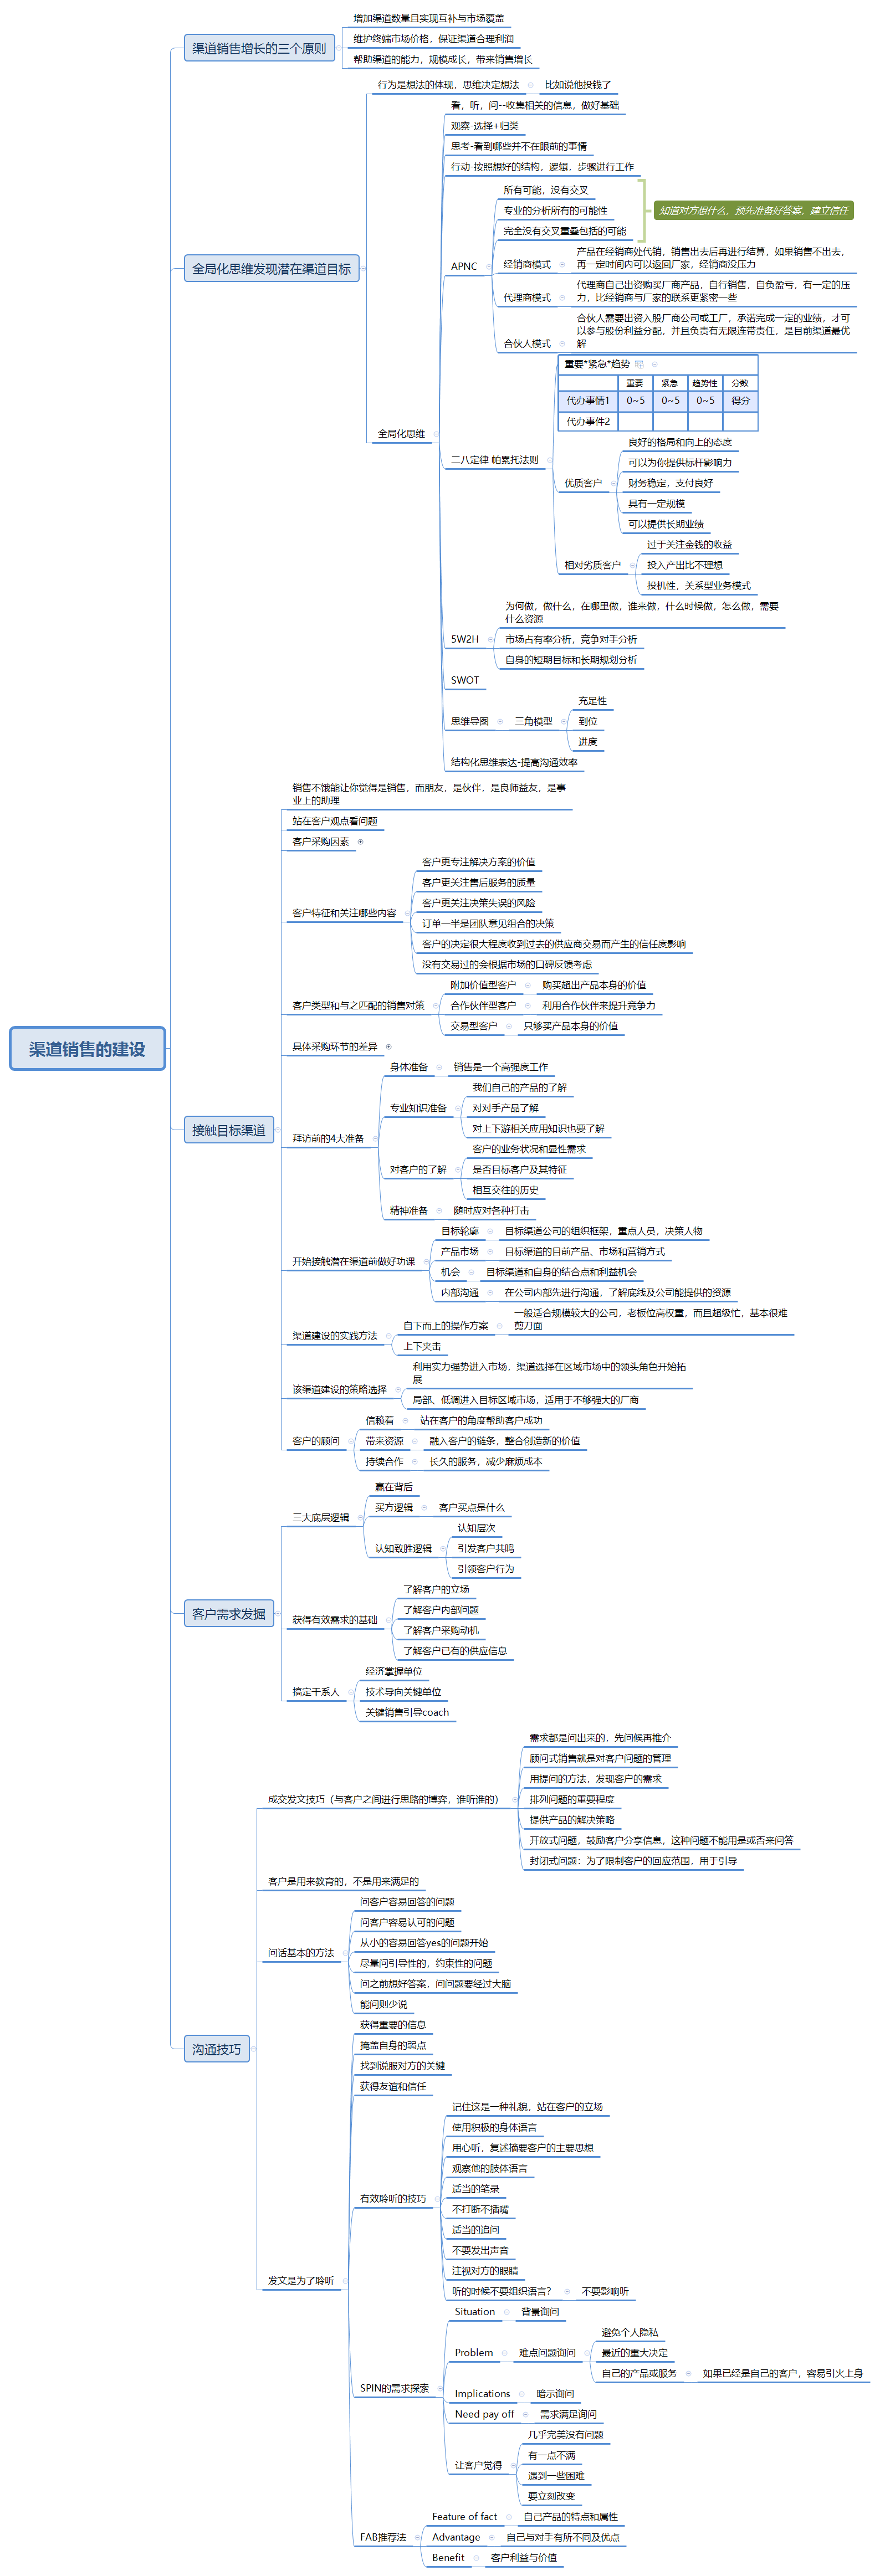 渠道销售的建设
渠道销售增长的三个原则
增加渠道数量且实现互补与市场覆盖
维护终端市场价格，保证渠道合理利润
帮助渠道的能力，规模成长，带来销售增长
全局化思维发现潜在渠道目标
行为是想法的体现，思维决定想法
比如说他投钱了
全局化思维
看，听，问--收集相关的信息，做好基础
观察-选择+归类
思考-看到哪些并不在眼前的事情
行动-按照想好的结构，逻辑，步骤进行工作
APNC
所有可能，没有交叉
专业的分析所有的可能性
完全没有交叉重叠包括的可能
知道对方想什么，预先准备好答案，建立信任
经销商模式
产品在经销商处代销，销售出去后再进行结算，如果销售不出去，
再一定时间内可以返回厂家，经销商没压力
代理商模式
代理商自己出资购买厂商产品，自行销售，自负盈亏，有一定的压
力，比经销商与厂家的联系更紧密一些
合伙人模式
合伙人需要出资入股厂商公司或工厂，承诺完成一定的业绩，才可
以参与股份利益分配，并且负责有无限连带责任，是目前渠道最优
解
二八定律 帕累托法则
重要*紧急*趋势
重要 紧急 趋势性 分数
代办事情1 0~5 0~5 0~5 得分
代办事件2
优质客户
良好的格局和向上的态度
可以为你提供标杆影响力
财务稳定，支付良好
具有一定规模
可以提供长期业绩
相对劣质客户
过于关注金钱的收益
投入产出比不理想
投机性，关系型业务模式
5W2H
为何做，做什么，在哪里做，谁来做，什么时候做，怎么做，需要
什么资源
市场占有率分析，竞争对手分析
自身的短期目标和长期规划分析
SWOT
思维导图
三角模型
充足性
到位
进度
结构化思维表达-提高沟通效率
接触目标渠道
销售不饿能让你觉得是销售，而朋友，是伙伴，是良师益友，是事
业上的助理
站在客户观点看问题
客户采购因素
客户特征和关注哪些内容
客户更专注解决方案的价值
客户更关注售后服务的质量
客户更关注决策失误的风险
订单一半是团队意见组合的决策
客户的决定很大程度收到过去的供应商交易而产生的信任度影响
没有交易过的会根据市场的口碑反馈考虑
客户类型和与之匹配的销售对策
附加价值型客户
购买超出产品本身的价值
合作伙伴型客户
利用合作伙伴来提升竞争力
交易型客户
只够买产品本身的价值
具体采购环节的差异
拜访前的4大准备
身体准备
销售是一个高强度工作
专业知识准备
我们自己的产品的了解
对对手产品了解
对上下游相关应用知识也要了解
对客户的了解
客户的业务状况和显性需求
是否目标客户及其特征
相互交往的历史
精神准备
随时应对各种打击
开始接触潜在渠道前做好功课
目标轮廓
目标渠道公司的组织框架，重点人员，决策人物
产品市场
目标渠道的目前产品、市场和营销方式
机会
目标渠道和自身的结合点和利益机会
内部沟通
在公司内部先进行沟通，了解底线及公司能提供的资源
渠道建设的实践方法
自下而上的操作方案
一般适合规模较大的公司，老板位高权重，而且超级忙，基本很难
剪刀面
上下夹击
该渠道建设的策略选择
利用实力强势进入市场，渠道选择在区域市场中的领头角色开始拓
展
局部、低调进入目标区域市场，适用于不够强大的厂商
客户的顾问
信赖着
站在客户的角度帮助客户成功
带来资源
融入客户的链条，整合创造新的价值
持续合作
长久的服务，减少麻烦成本
客户需求发掘
三大底层逻辑
赢在背后
买方逻辑
客户买点是什么
认知致胜逻辑
认知层次
引发客户共鸣
引领客户行为
获得有效需求的基础
了解客户的立场
了解客户内部问题
了解客户采购动机
了解客户已有的供应信息
搞定干系人
经济掌握单位
技术导向关键单位
关键销售引导coach
沟通技巧
成交发文技巧（与客户之间进行思路的博弈，谁听谁的）
需求都是问出来的，先问候再推介
顾问式销售就是对客户问题的管理
用提问的方法，发现客户的需求
排列问题的重要程度
提供产品的解决策略
开放式问题，鼓励客户分享信息，这种问题不能用是或否来问答
封闭式问题：为了限制客户的回应范围，用于引导
客户是用来教育的，不是用来满足的
问话基本的方法
问客户容易回答的问题
问客户容易认可的问题
从小的容易回答yes的问题开始
尽量问引导性的，约束性的问题
问之前想好答案，问问题要经过大脑
能问则少说
发文是为了聆听
获得重要的信息
掩盖自身的弱点
找到说服对方的关键
获得友谊和信任
有效聆听的技巧
记住这是一种礼貌，站在客户的立场
使用积极的身体语言
用心听，复述摘要客户的主要思想
观察他的肢体语言
适当的笔录
不打断不插嘴
适当的追问
不要发出声音
注视对方的眼睛
听的时候不要组织语言？
不要影响听
SPIN的需求探索
Situation
背景询问
Problem
难点问题询问
避免个人隐私
最近的重大决定
自己的产品或服务
如果已经是自己的客户，容易引火上身
Implications
暗示询问
Need pay off
需求满足询问
让客户觉得
几乎完美没有问题
有一点不满
遇到一些困难
要立刻改变
FAB推荐法
Feature of fact
自己产品的特点和属性
Advantage
自己与对手有所不同及优点
Benefit
客户利益与价值